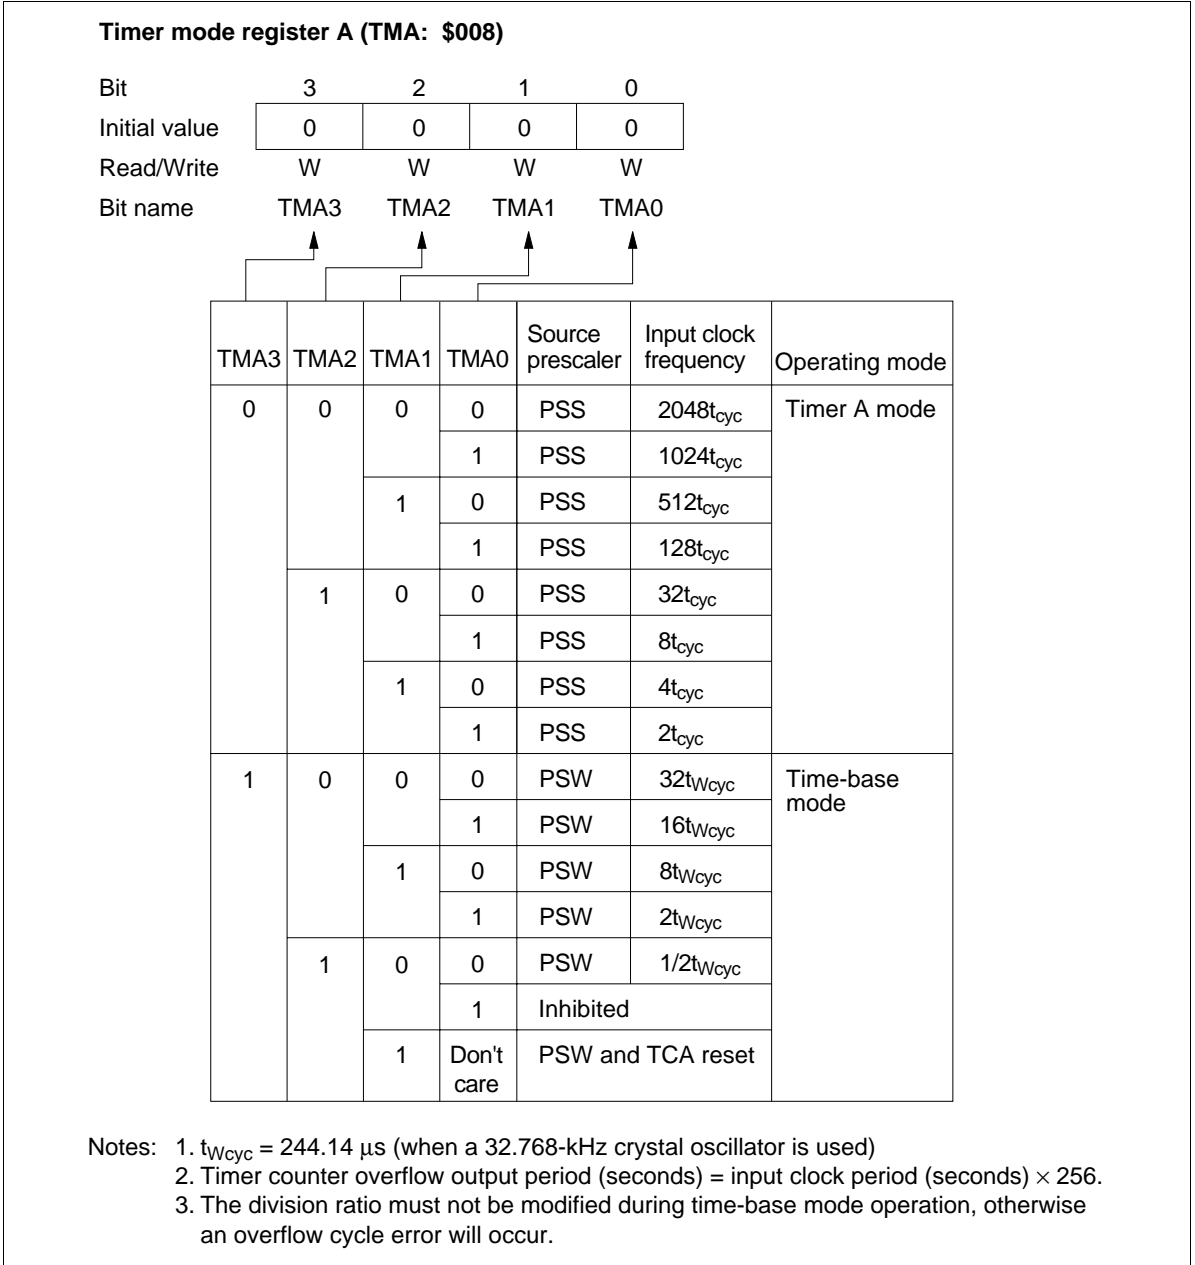 Timer mode register A (TMA: $008)
Bit 3 2 1 0
Initial value 0 0 0 0
Read/Write W W W W
Bit name TMA3 TMA2 TMA1 TMA0
TMA3 TMA2 TMA1 TMA0 Source prescaler Input clock frequency Operating mode
0 0 0 0 PSS 2048tcyc Timer A mode
1 PSS 1024tcyc
1 0 PSS 512tcyc
1 PSS 128tcyc
1 0 0 PSS 32tcyc
1 PSS 8tcyc
1 0 PSS 4tcyc
1 PSS 2tcyc
1 0 0 0 PSW 32tWcyc Time-base mode
1 PSW 16tWcyc
1 0 PSW 8tWcyc
1 PSW 2tWcyc
1 0 0 PSW 1/2tWcyc
1 Inhibited
1 Don't care PSW and TCA reset
Notes: 1. tWcyc = 244.14 μs (when a 32.768-kHz crystal oscillator is used)
2. Timer counter overflow output period (seconds) = input clock period (seconds) × 256.
3. The division ratio must not be modified during time-base mode operation, otherwise
an overflow cycle error will occur.